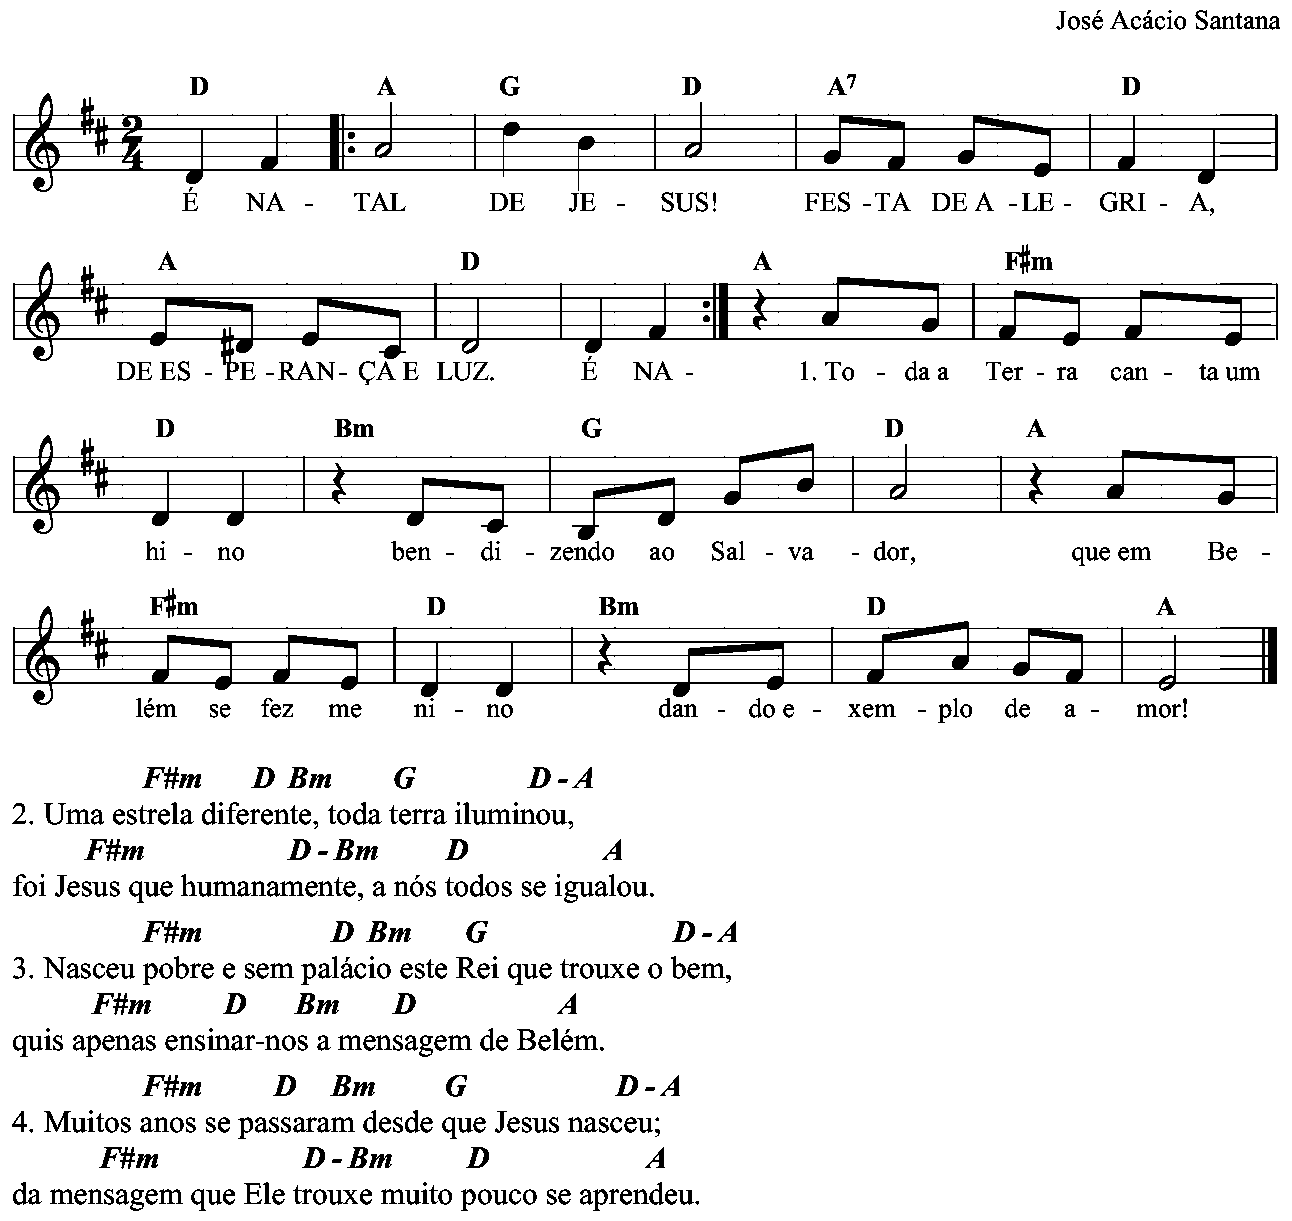 José Acácio Santana
D A G D A7 D
2/4
É NA - TAL DE JE - SUS! FES -TA DE A -LE - GRI - A,
A D A F#m
DE ES - PE -RAN- ÇA E LUZ. É NA - 1. To - da a Ter - ra can - ta um
D Bm G D A
hi - no ben - di - zendo ao Sal - va - dor, que em Be -
F#m D Bm D A
lém se fez me ni - no dan - do e - xem - plo de a - mor!
F#m D Bm G D - A
2. Uma estrela diferente, toda terra iluminou,
F#m D - Bm D A
foi Jesus que humanamente, a nós todos se igualou.
F#m D Bm G D - A
3. Nasceu pobre e sem palácio este Rei que trouxe o bem,
F#m D Bm D A
quis apenas ensinar-nos a mensagem de Belém.
F#m D Bm G D - A
4. Muitos anos se passaram desde que Jesus nasceu;
F#m D - Bm D A
da mensagem que Ele trouxe muito pouco se aprendeu.